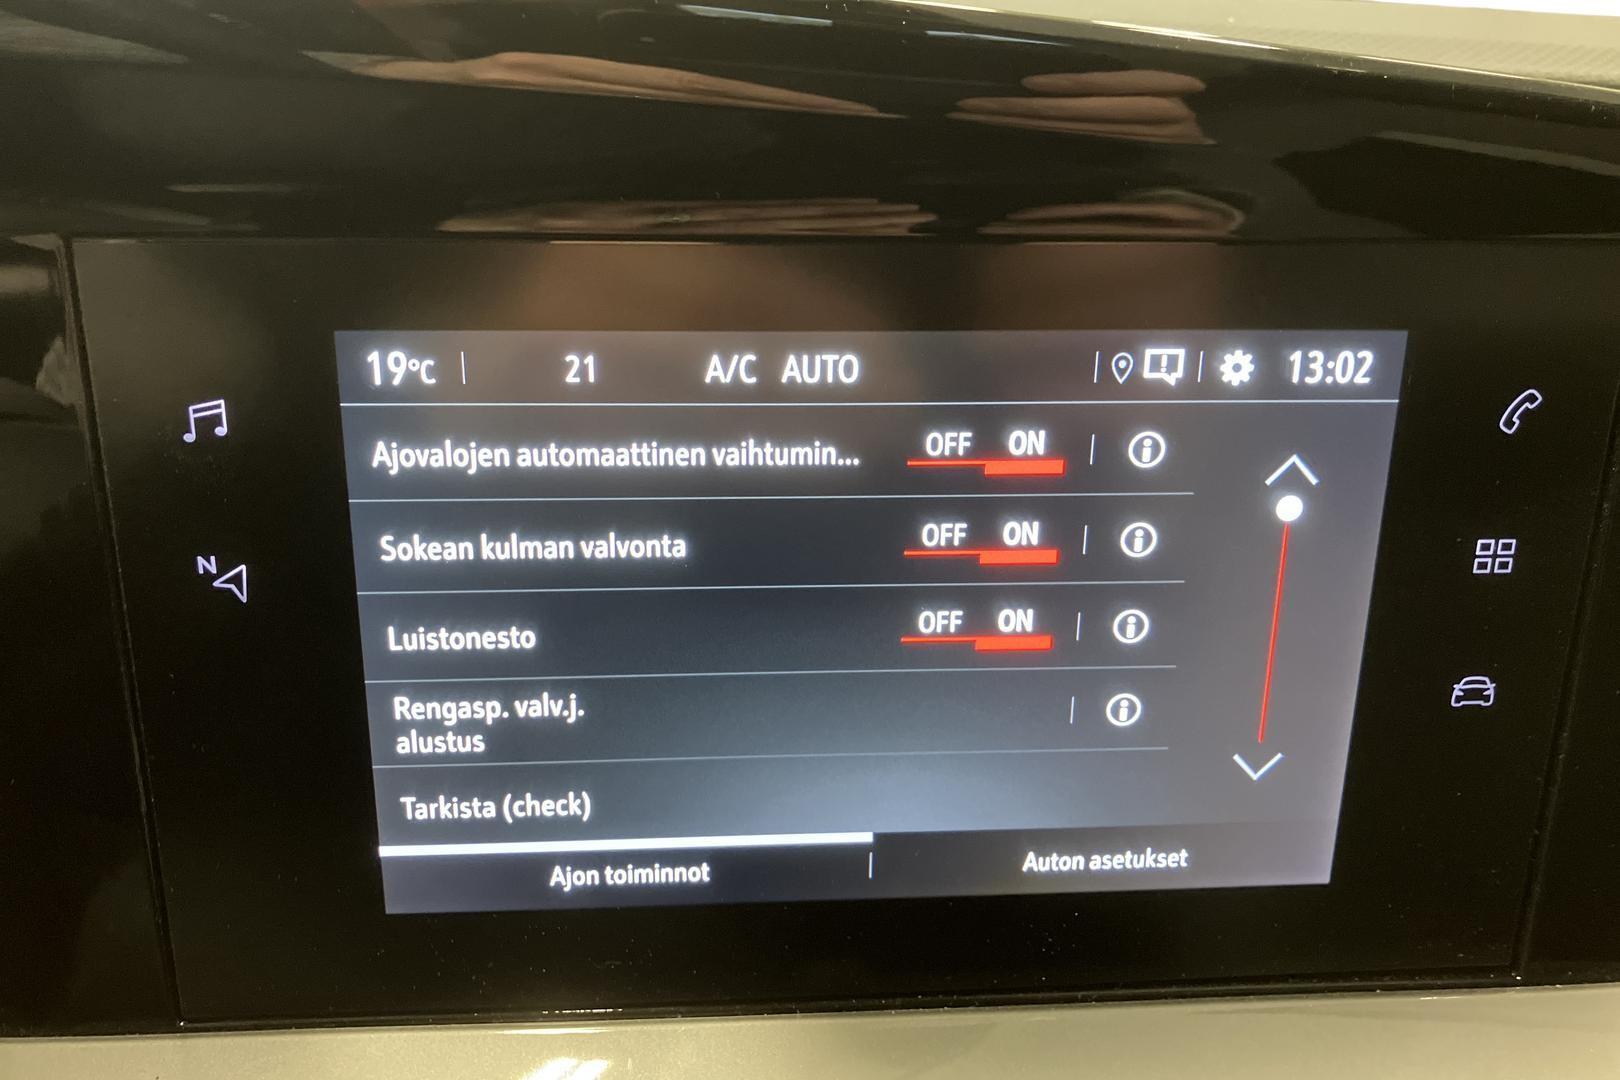 19°C 21 A/C AUTO 13:02
Ajovalojen automaattinen vaihtumin... OFF ON
Sokean kulman valvonta OFF ON
Luistonesto OFF ON
Rengasp. valv.j.
alustus
Tarkista (check)
Ajon toiminnot Auton asetukset
N